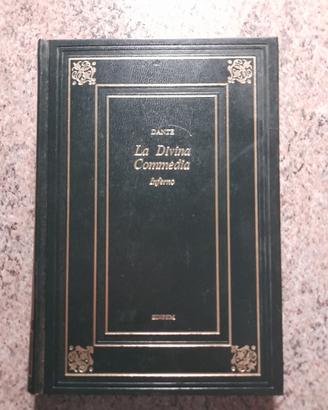 DANTE
La Divina
Commedia
Inferno